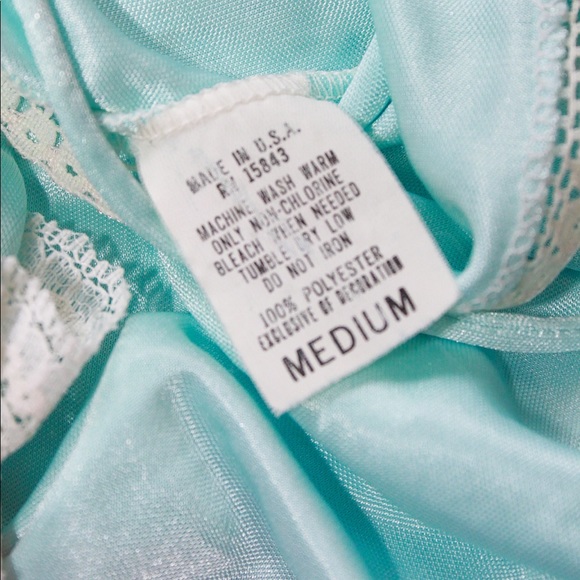 MADE IN U.S.A.
RN 15843
MACHINE WASH WARM
ONLY NON-CHLORINE
BLEACH WHEN NEEDED
TUMBLE DRY LOW
DO NOT IRON
100% POLYESTER
EXCLUSIVE OF DECORATION
MEDIUM